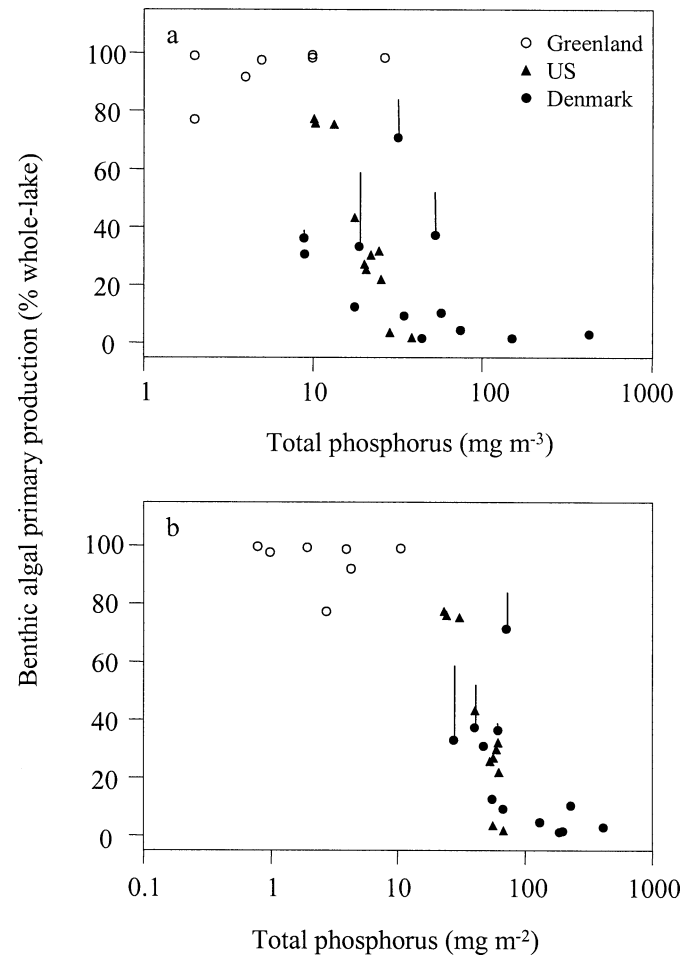 a
Greenland
US
Denmark
100
80
60
40
20
0
1
10
100
1000
Total phosphorus (mg m-3)
Benthic algal primary production (% whole-lake)
b
100
80
60
40
20
0
0.1
1
10
100
1000
Total phosphorus (mg m-2)